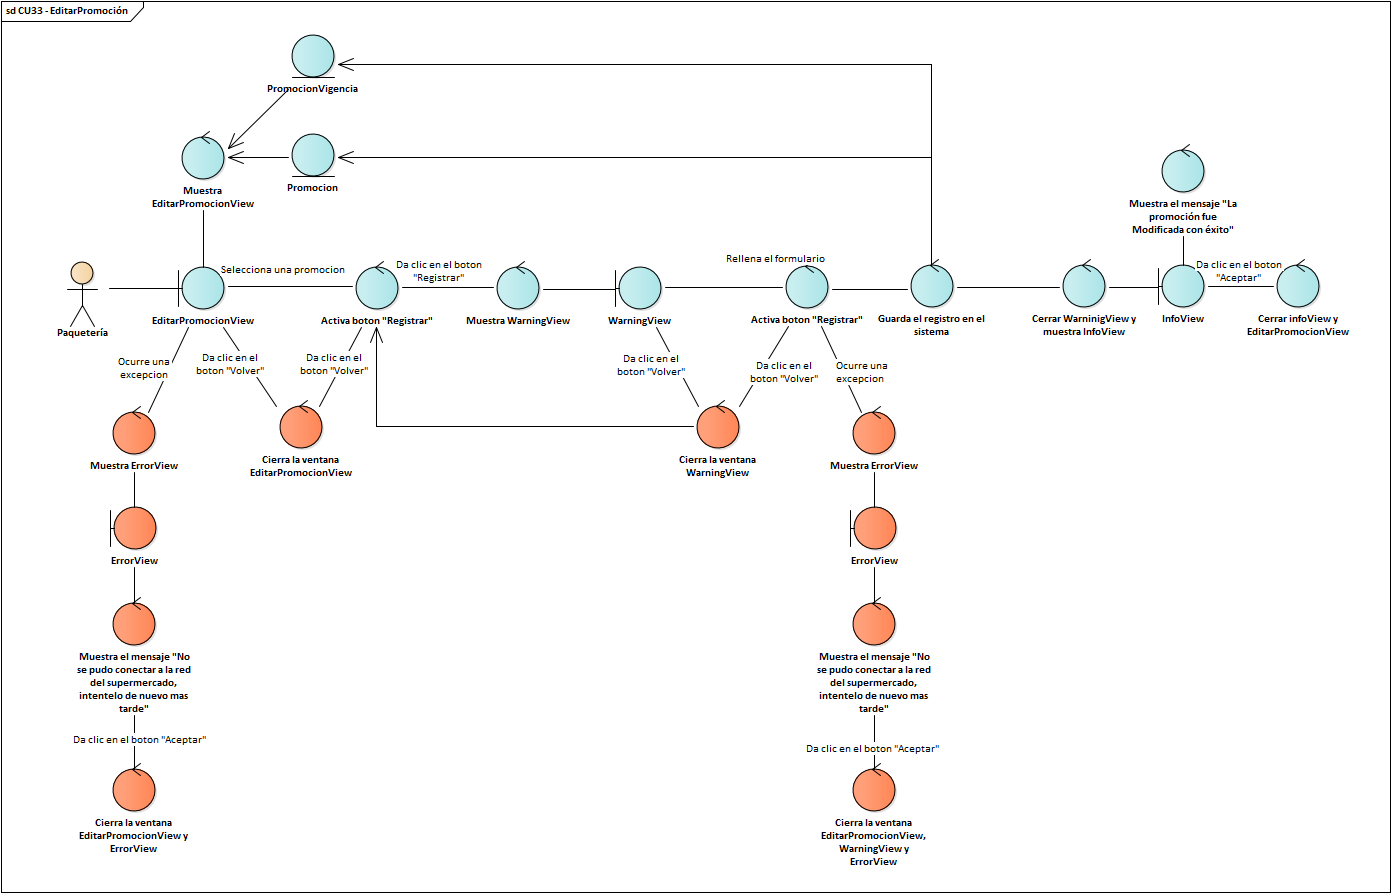 sd CU33 - EditarPromoción
PromocionVigencia
Promocion
Muestra
EditarPromocionView
Muestra el mensaje "La
promoción fue
Modificada con éxito"
Paquetería
EditarPromocionView
Selecciona una promocion
Activa boton "Registrar"
Da clic en el boton
"Registrar"
Muestra WarningView
WarningView
Rellena el formulario
Activa boton "Registrar"
Guarda el registro en el
sistema
Cerrar WarninigView y
muestra InfoView
InfoView
Da clic en el boton
"Aceptar"
Cerrar infoView y
EditarPromocionView
Ocurre una
excepcion
Da clic en el
boton "Volver"
Da clic en el
boton "Volver"
Da clic en el
boton "Volver"
Da clic en el
boton "Volver"
Ocurre una
excepcion
Muestra ErrorView
Cierra la ventana
EditarPromocionView
Cierra la ventana
WarningView
Muestra ErrorView
ErrorView
ErrorView
Muestra el mensaje "No
se pudo conectar a la red
del supermercado,
intentelo de nuevo mas
tarde"
Muestra el mensaje "No
se pudo conectar a la red
del supermercado,
intentelo de nuevo mas
tarde"
Da clic en el boton "Aceptar"
Da clic en el boton "Aceptar"
Cierra la ventana
EditarPromocionView y
ErrorView
Cierra la ventana
EditarPromocionView,
WarningView y
ErrorView